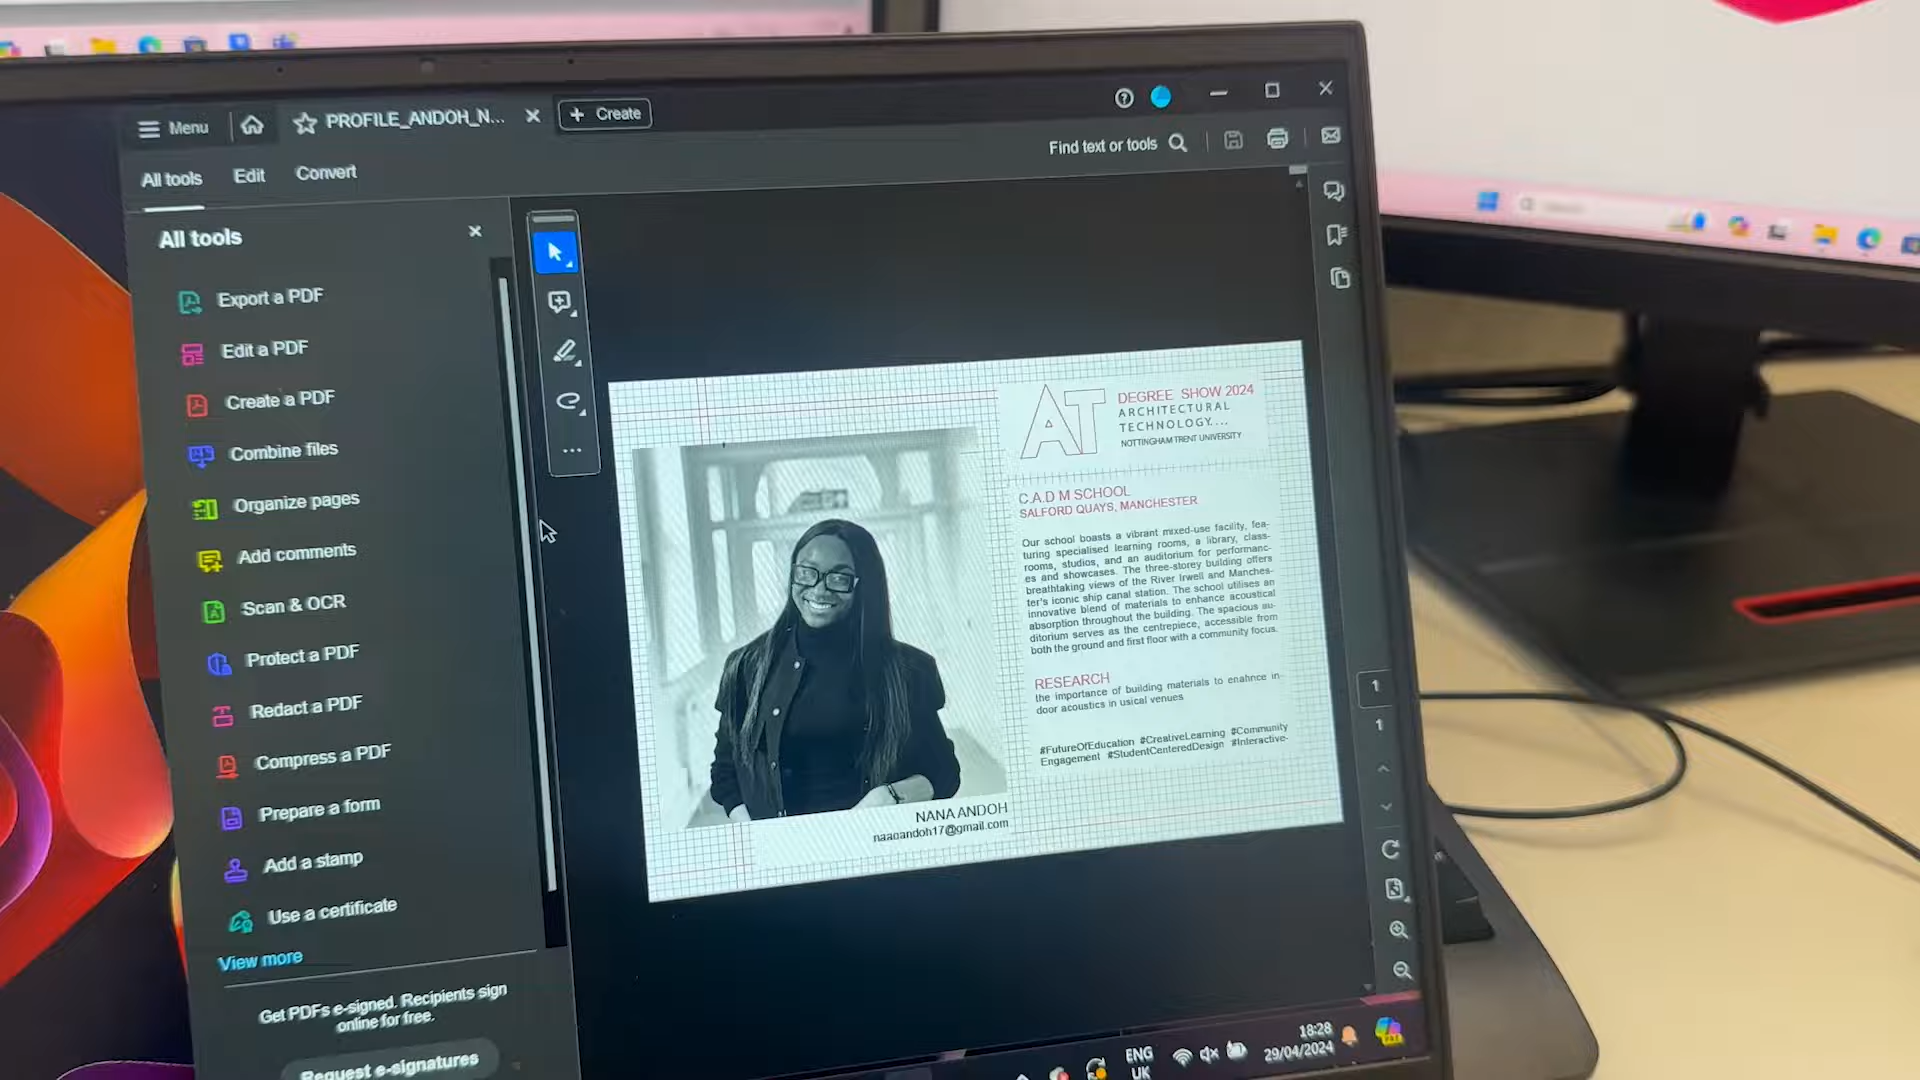 Menu
PROFILE_ANDOH_N...
Create
All tools
Edit
Convert
Find text or tools
All tools
Export a PDF
Edit a PDF
Create a PDF
Combine files
Organize pages
Add comments
Scan & OCR
Protect a PDF
Redact a PDF
Compress a PDF
Prepare a form
Add a stamp
Use a certificate
View more
Get PDFs e-signed. Recipients sign
online for free.
Request e-signatures
AT
DEGREE SHOW 2024
ARCHITECTURAL
TECHNOLOGY....
NOTTINGHAM TRENT UNIVERSITY
C.A.D M SCHOOL
SALFORD QUAYS, MANCHESTER
Our school boasts a vibrant mixed-use facility, fea-
turing specialised learning rooms, a library, class-
rooms, studios, and an auditorium for performanc-
es and showcases. The three-storey building offers
breathtaking views of the River Irwell and Manches-
ter's iconic ship canal station. The school utilises an
innovative blend of materials to enhance acoustical
absorption throughout the building. The spacious au-
ditorium serves as the centrepiece, accessible from
both the ground and first floor with a community focus.
RESEARCH
the importance of building materials to enahnce in-
door acoustics in usical venues
#FutureOfEducation #CreativeLearning #Community
Engagement #StudentCenteredDesign #Interactive-
NANA ANDOH
naaoandoh17@gmail.com
1
1
ENG
UK
18:28
29/04/2024